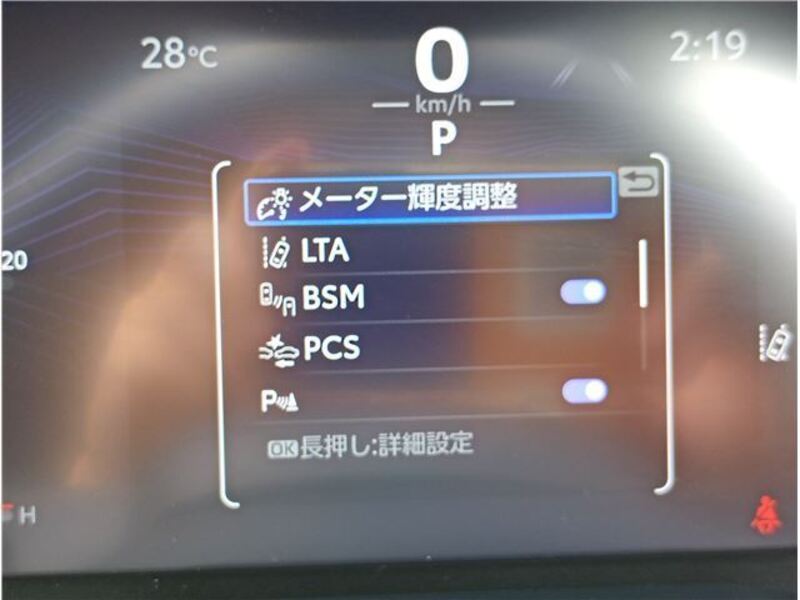 28°C
0
2:19
km/h
P
メーター輝度調整
LTA
20
BSM
PCS
P
OK長押し:詳細設定
H